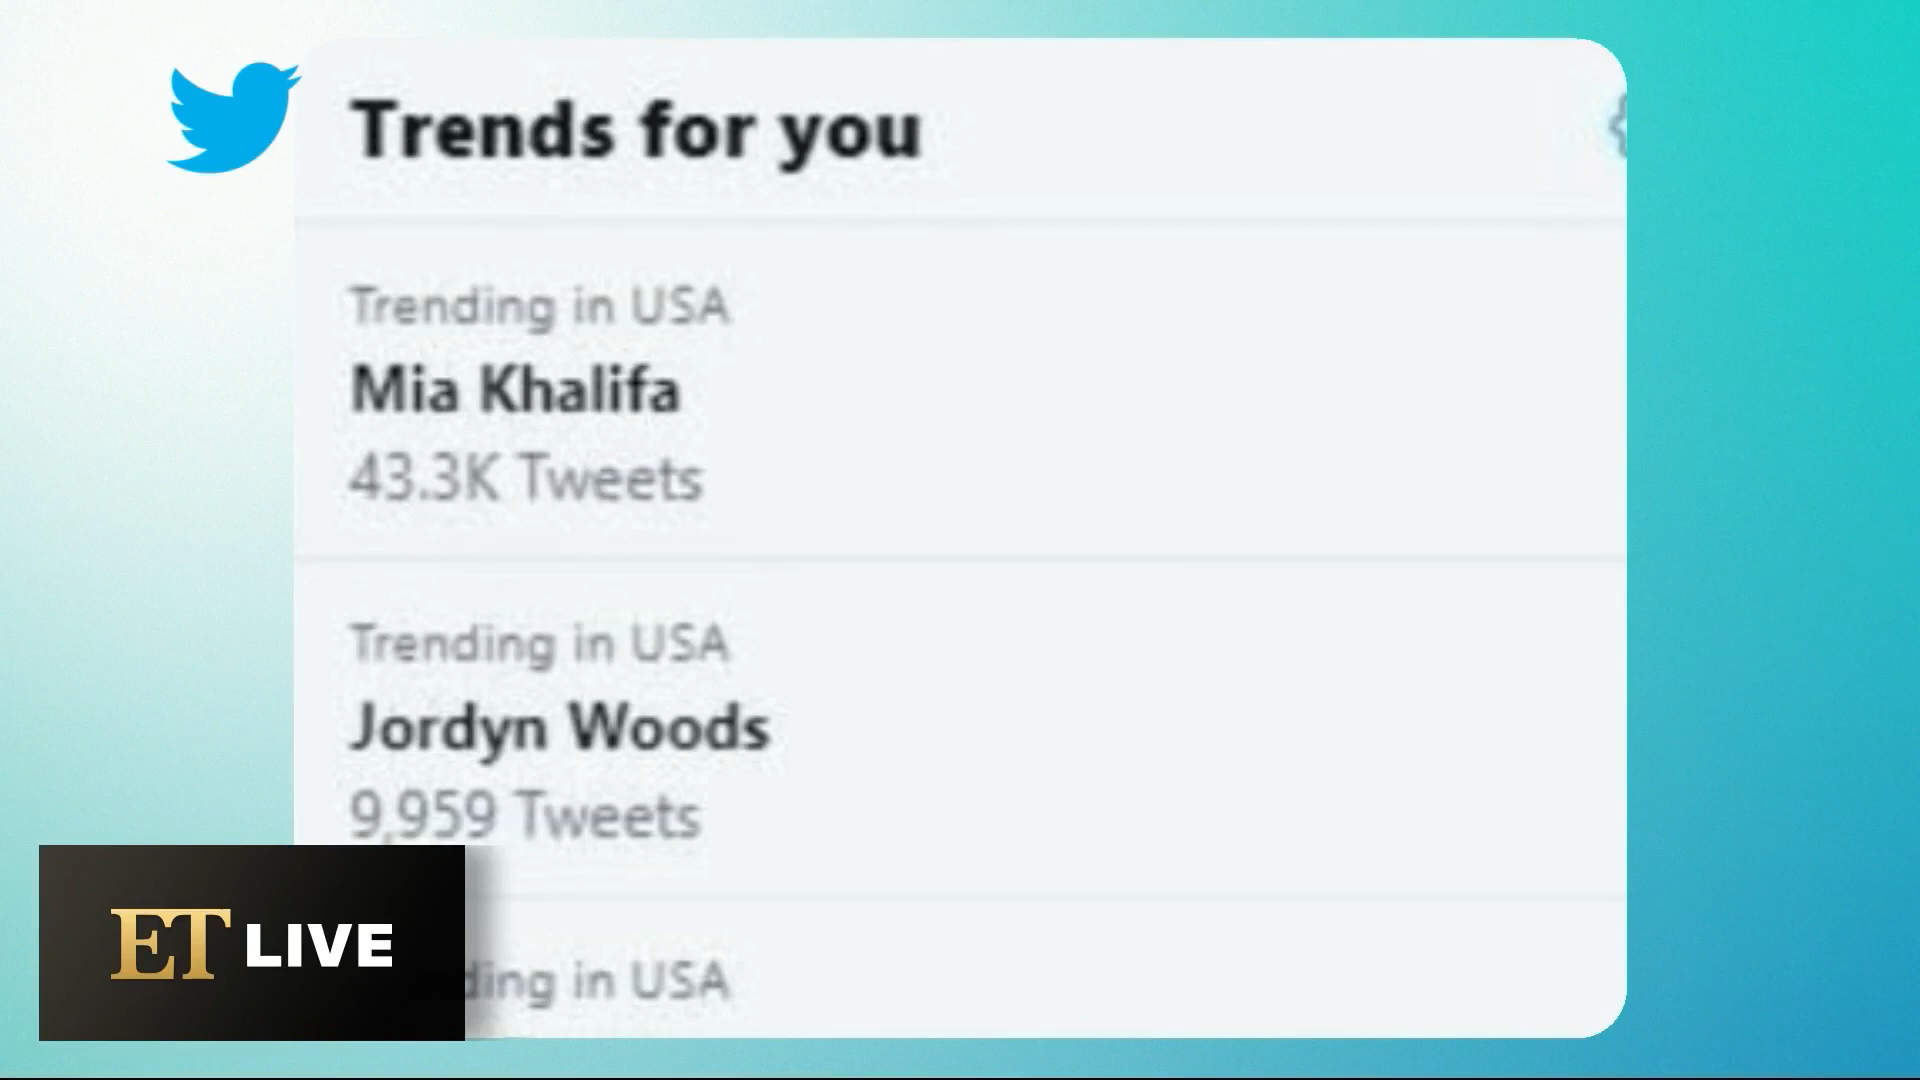 Trends for you
Trending in USA
Mia Khalifa
43.3K Tweets
Trending in USA
Jordyn Woods
9,959 Tweets
ding in USA
ET LIVE